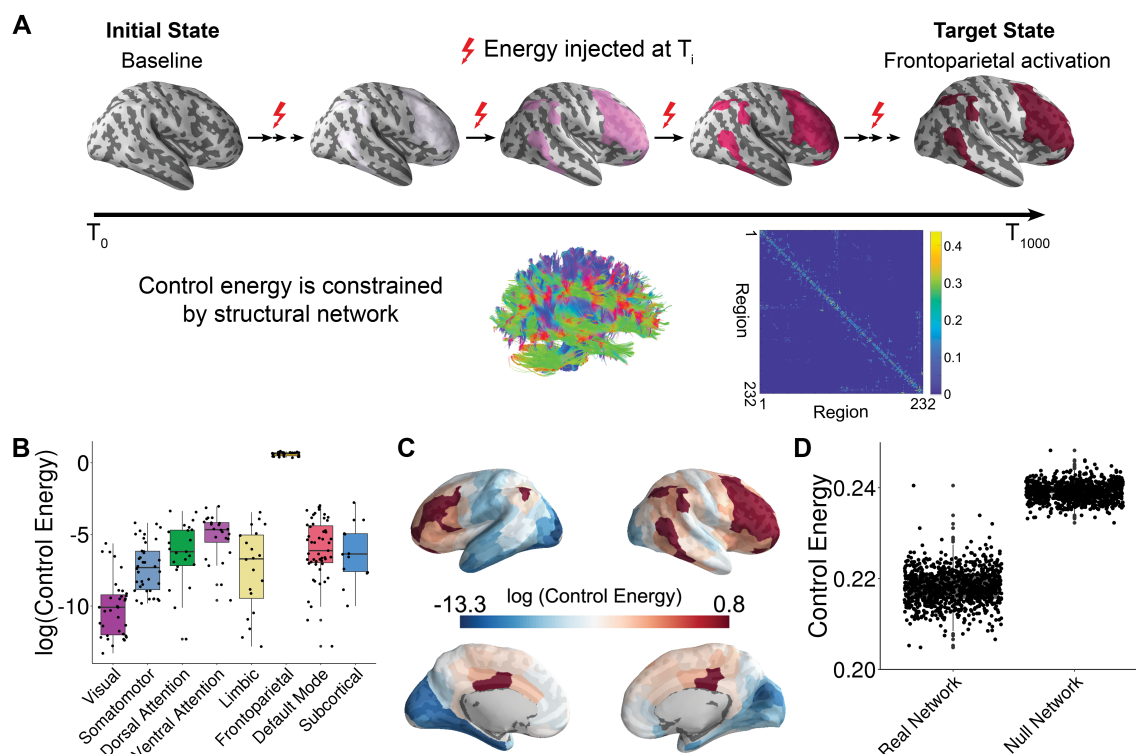 A
Initial State
Baseline
Energy injected at Ti
Target State
Frontoparietal activation
T0
T1000
Control energy is constrained
by structural network
Region
1
232
1
232
Region
0.4
0.3
0.2
0.1
0
B
log(Control Energy)
0
-5
-10
Visual
Somatomotor
Dorsal Attention
Ventral Attention
Limbic
Frontoparietal
Default Mode
Subcortical
C
-13.3
log (Control Energy)
0.8
D
Control Energy
0.24
0.22
0.20
Real Network
Null Network